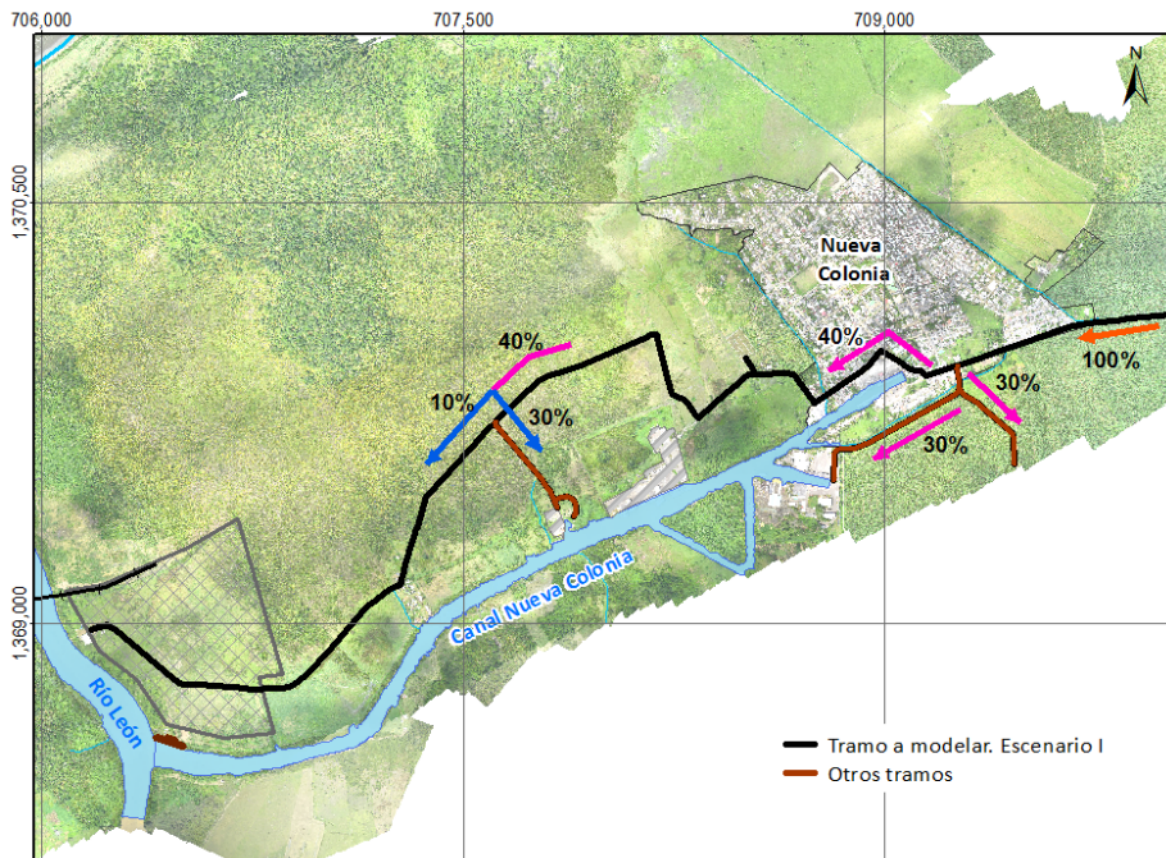 706,000
707,500
709,000
N
1,370,500
Nueva
Colonia
40%
40%
100%
10%
30%
30%
30%
1,369,000
Canal Nueva Colonia
Río León
Tramo a modelar. Escenario I
Otros tramos